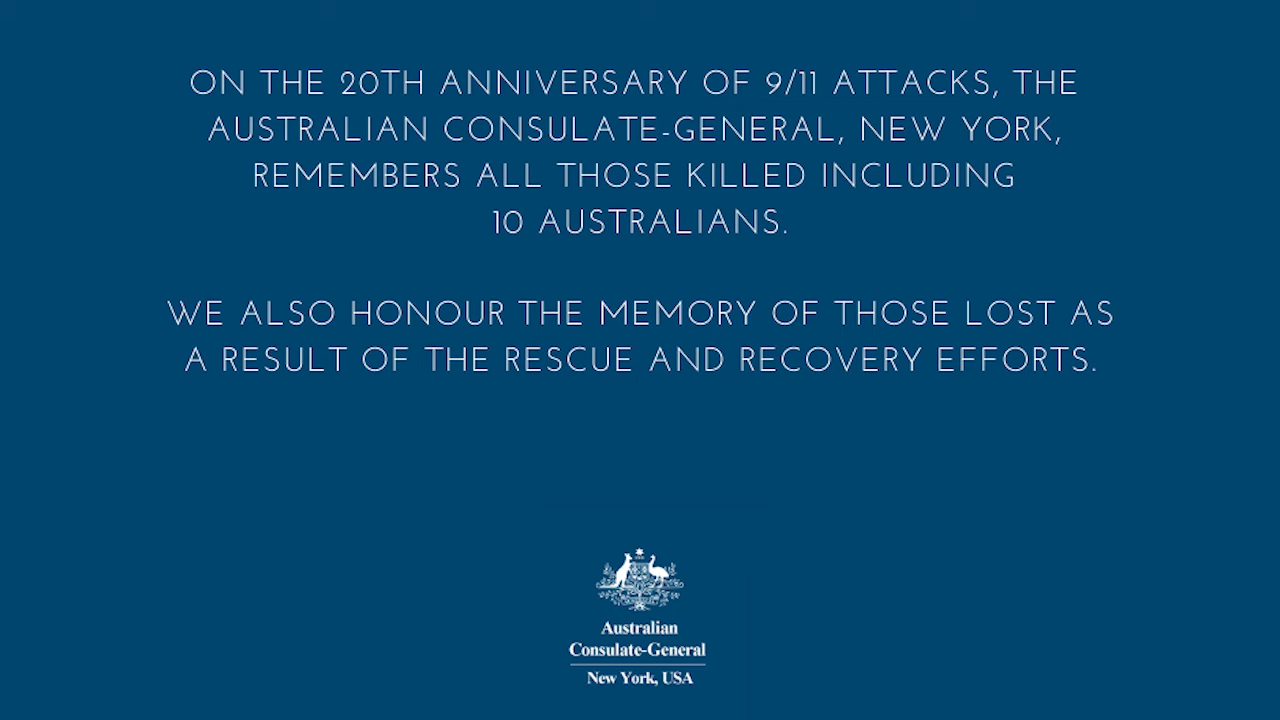 ON THE 20TH ANNIVERSARY OF 9/11 ATTACKS, THE
AUSTRALIAN CONSULATE-GENERAL, NEW YORK,
REMEMBERS ALL THOSE KILLED INCLUDING
10 AUSTRALIANS.
WE ALSO HONOUR THE MEMORY OF THOSE LOST AS
A RESULT OF THE RESCUE AND RECOVERY EFFORTS.
Australian
Consulate-General
New York, USA